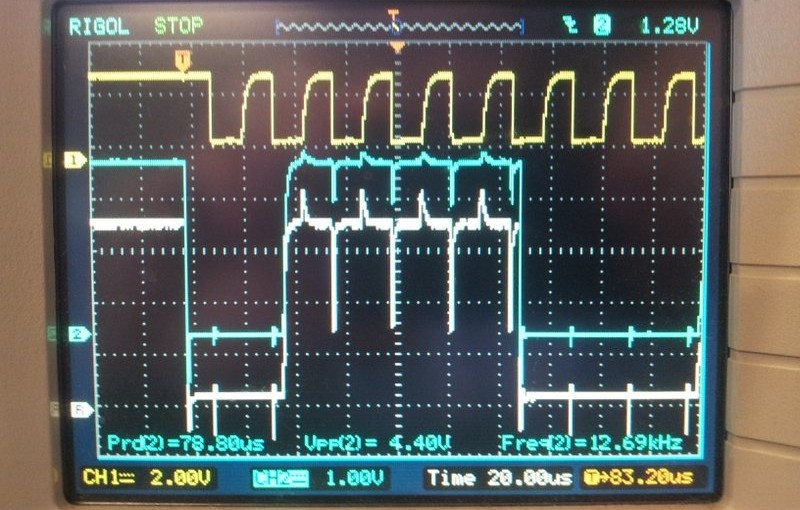 RIGOL STOP T 2 1.28V
T
1
2
R
Prd(2)=78.80us Vpp(2)= 4.40V Freq(2)=12.69kHz
CH1 2.00V CH2 1.00V Time 20.00us T→83.20us